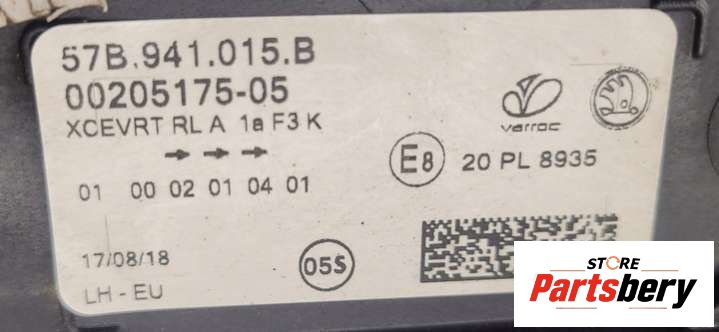 57B.941.015.B
00205175-05
XCEVRT RL A 1a F3 K
01 00 02 01 04 01
varroc
E8
20 PL 8935
17/08/18
05S
LH - EU
STORE
Partsbery